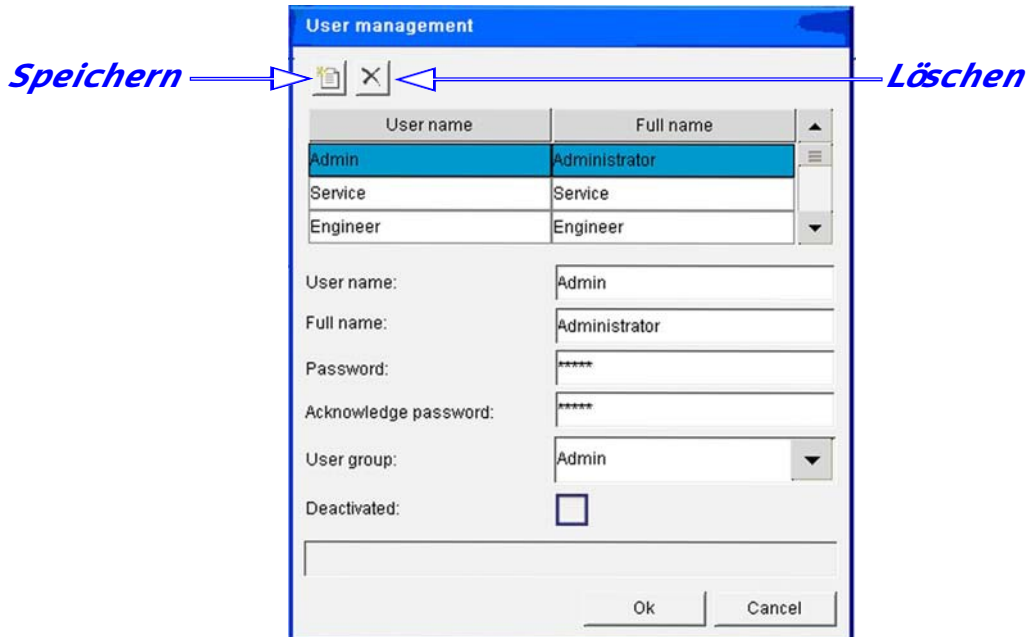 User management
Speichern
Löschen
User name Full name
Admin Administrator
Service Service
Engineer Engineer
User name: Admin
Full name: Administrator
Password: *****
Acknowledge password: *****
User group: Admin
Deactivated:
Ok Cancel